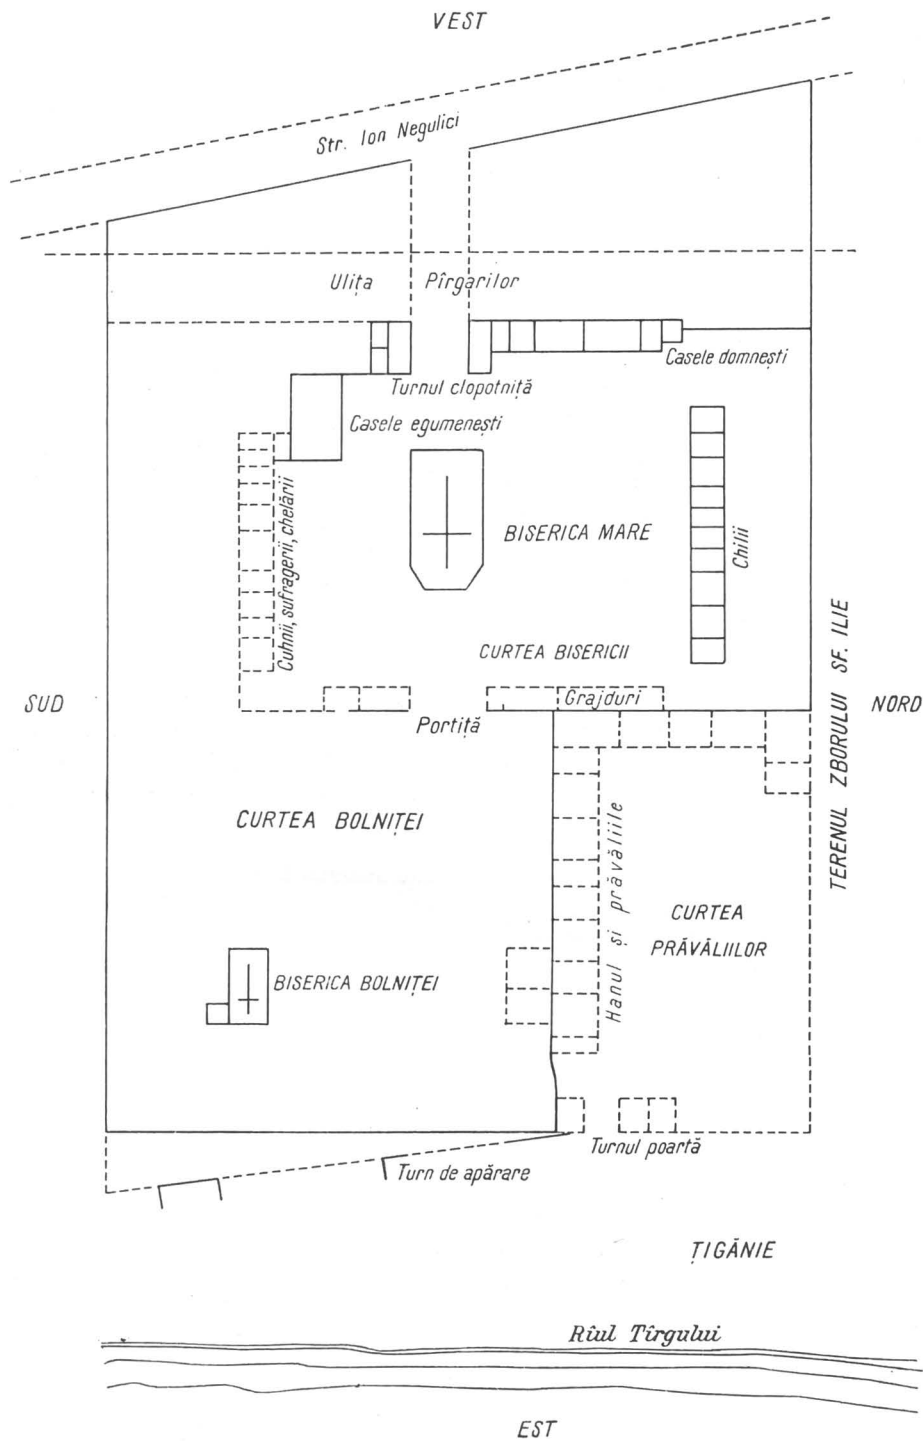 VEST
Str. Ion Negulici
Ulița Pîrgarilor
Casele domnești
Turnul clopotniță
Casele egumenești
Cuhnii, sufragerii, chelării
BISERICA MARE
Chilii
CURTEA BISERICII
SUD
Grajduri
NORD
Portiță
TERENUL ZBORULUI SF. ILIE
CURTEA BOLNIȚEI
Hanul și prăvăliile
CURTEA
PRĂVĂLIILOR
BISERICA BOLNIȚEI
Turnul poartă
Turn de apărare
ȚIGĂNIE
Rîul Tîrgului
EST